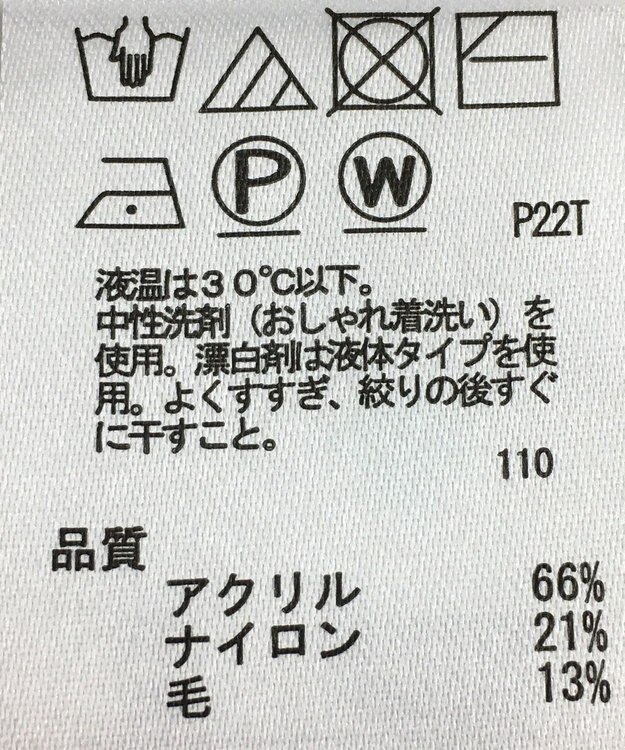 P W P22T
液温は30℃以下。
中性洗剤（おしゃれ着洗い）を
使用。漂白剤は液体タイプを使
用。よくすすぎ、絞りの後すぐ
に干すこと。
110
品質
アクリル 66%
ナイロン 21%
毛 13%